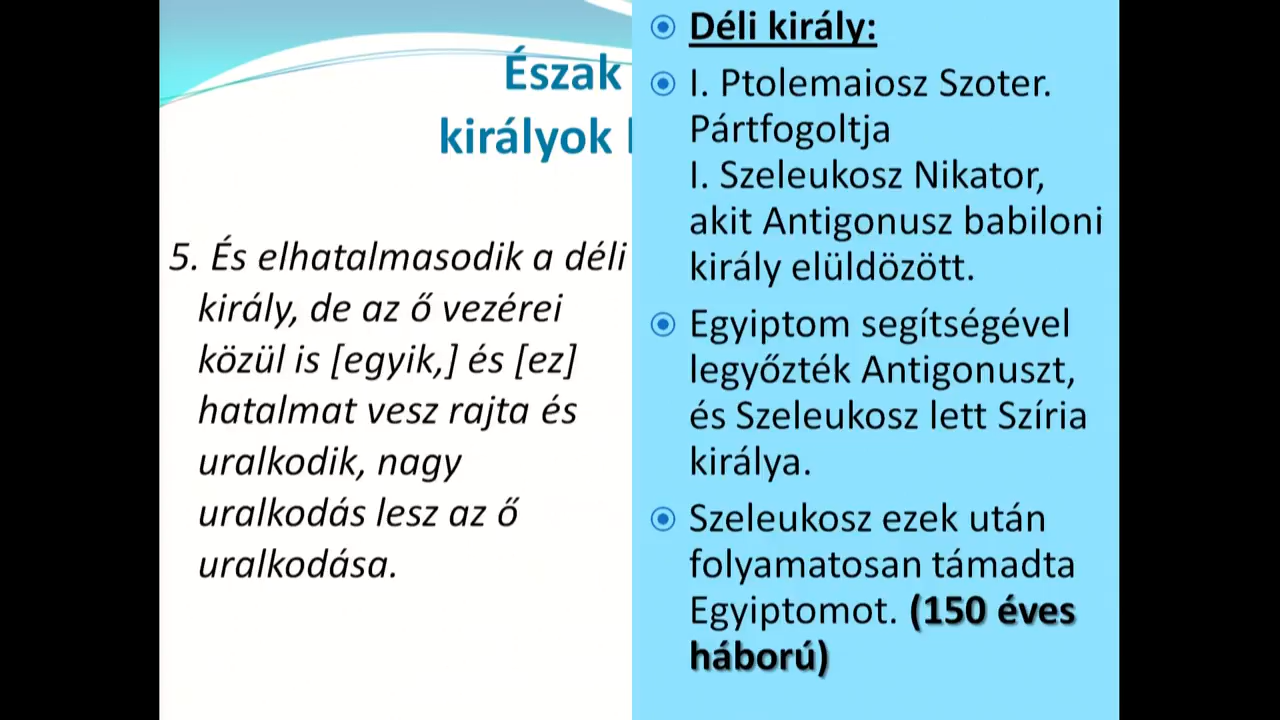 Észak
királyok
5. És elhatalmasodik a déli
király, de az ő vezérei
közül is [egyik,] és [ez]
hatalmat vesz rajta és
uralkodik, nagy
uralkodás lesz az ő
uralkodása.
Déli király:
I. Ptolemaiosz Szoter.
Pártfogoltja
I. Szeleukosz Nikator,
akit Antigonusz babiloni
király elüldözött.
Egyiptom segítségével
legyőzték Antigonuszt,
és Szeleukosz lett Szíria
királya.
Szeleukosz ezek után
folyamatosan támadta
Egyiptomot. (150 éves
háború)